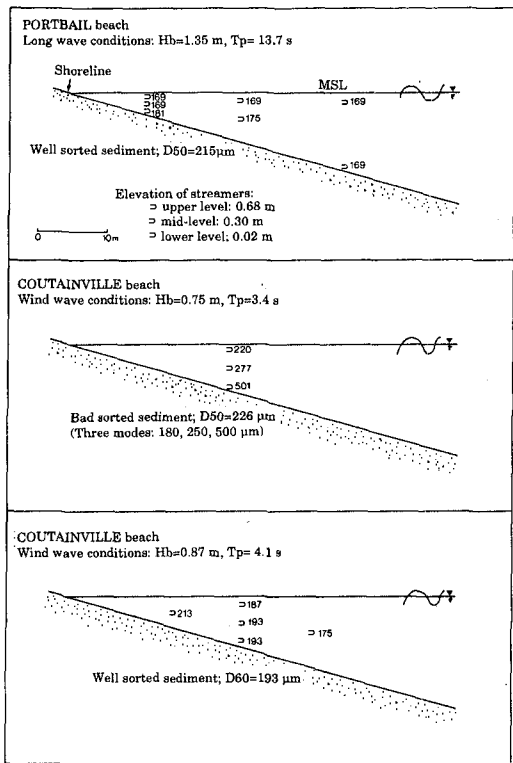 PORTBAIL beach
Long wave conditions: Hb=1.35 m, Tp= 13.7 s
Shoreline
MSL
169
169
181
169
175
169
169
Well sorted sediment; D50=215µm
Elevation of streamers:
⊃ upper level: 0.68 m
⊃ mid-level: 0.30 m
⊃ lower level; 0.02 m
0 10m
COUTAINVILLE beach
Wind wave conditions: Hb=0.75 m, Tp=3.4 s
220
277
501
Bad sorted sediment; D50=226 µm
(Three modes: 180, 250, 500 µm)
COUTAINVILLE beach
Wind wave conditions: Hb=0.87 m, Tp= 4.1 s
187
213
193
175
193
Well sorted sediment; D60=193 µm